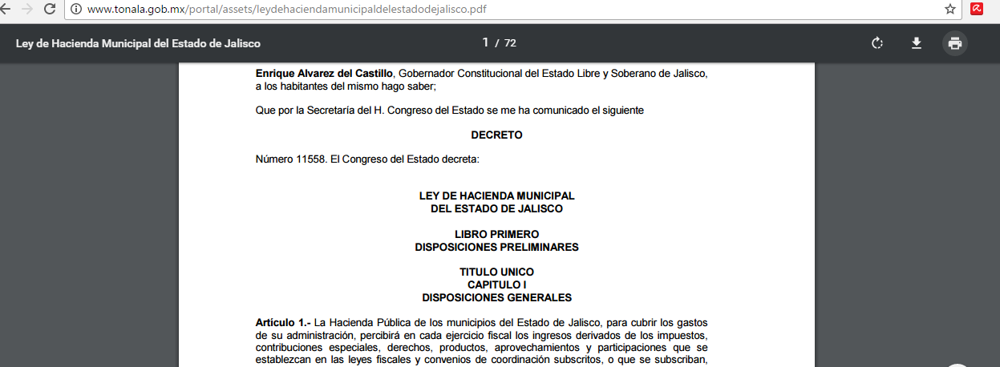 www.tonala.gob.mx/portal/assets/leydehaciendamunicipaldelestadodejalisco.pdf
Ley de Hacienda Municipal del Estado de Jalisco
1 / 72
Enrique Alvarez del Castillo, Gobernador Constitucional del Estado Libre y Soberano de Jalisco,
a los habitantes del mismo hago saber;
Que por la Secretaría del H. Congreso del Estado se me ha comunicado el siguiente
DECRETO
Número 11558. El Congreso del Estado decreta:
LEY DE HACIENDA MUNICIPAL
DEL ESTADO DE JALISCO
LIBRO PRIMERO
DISPOSICIONES PRELIMINARES
TITULO UNICO
CAPITULO I
DISPOSICIONES GENERALES
Artículo 1.- La Hacienda Pública de los municipios del Estado de Jalisco, para cubrir los gastos
de su administración, percibirá en cada ejercicio fiscal los ingresos derivados de los impuestos,
contribuciones especiales, derechos, productos, aprovechamientos y participaciones que se
establezcan en las leyes fiscales y convenios de coordinación subscritos, o que se subscriban,